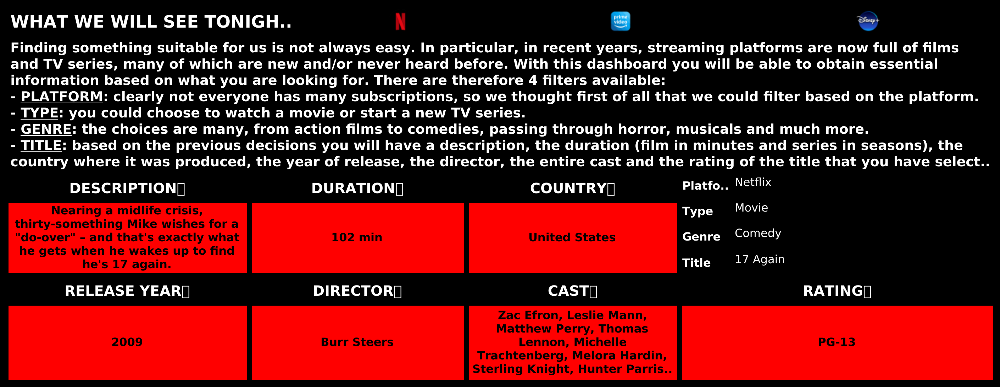 WHAT WE WILL SEE TONIGH..
N
prime
video
Disney+
Finding something suitable for us is not always easy. In particular, in recent years, streaming platforms are now full of films
and TV series, many of which are new and/or never heard before. With this dashboard you will be able to obtain essential
information based on what you are looking for. There are therefore 4 filters available:
- PLATFORM: clearly not everyone has many subscriptions, so we thought first of all that we could filter based on the platform.
- TYPE: you could choose to watch a movie or start a new TV series.
- GENRE: the choices are many, from action films to comedies, passing through horror, musicals and much more.
- TITLE: based on the previous decisions you will have a description, the duration (film in minutes and series in seasons), the
country where it was produced, the year of release, the director, the entire cast and the rating of the title that you have select..
DESCRIPTION
Nearing a midlife crisis,
thirty-something Mike wishes for a
"do-over" – and that's exactly what
he gets when he wakes up to find
he's 17 again.
DURATION
102 min
COUNTRY
United States
Platfo.. Netflix
Type Movie
Genre Comedy
Title 17 Again
RELEASE YEAR
2009
DIRECTOR
Burr Steers
CAST
Zac Efron, Leslie Mann,
Matthew Perry, Thomas
Lennon, Michelle
Trachtenberg, Melora Hardin,
Sterling Knight, Hunter Parris..
RATING
PG-13